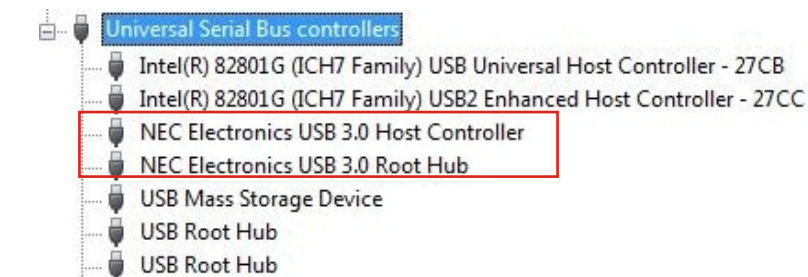 Universal Serial Bus controllers
Intel(R) 82801G (ICH7 Family) USB Universal Host Controller - 27CB
Intel(R) 82801G (ICH7 Family) USB2 Enhanced Host Controller - 27CC
NEC Electronics USB 3.0 Host Controller
NEC Electronics USB 3.0 Root Hub
USB Mass Storage Device
USB Root Hub
USB Root Hub